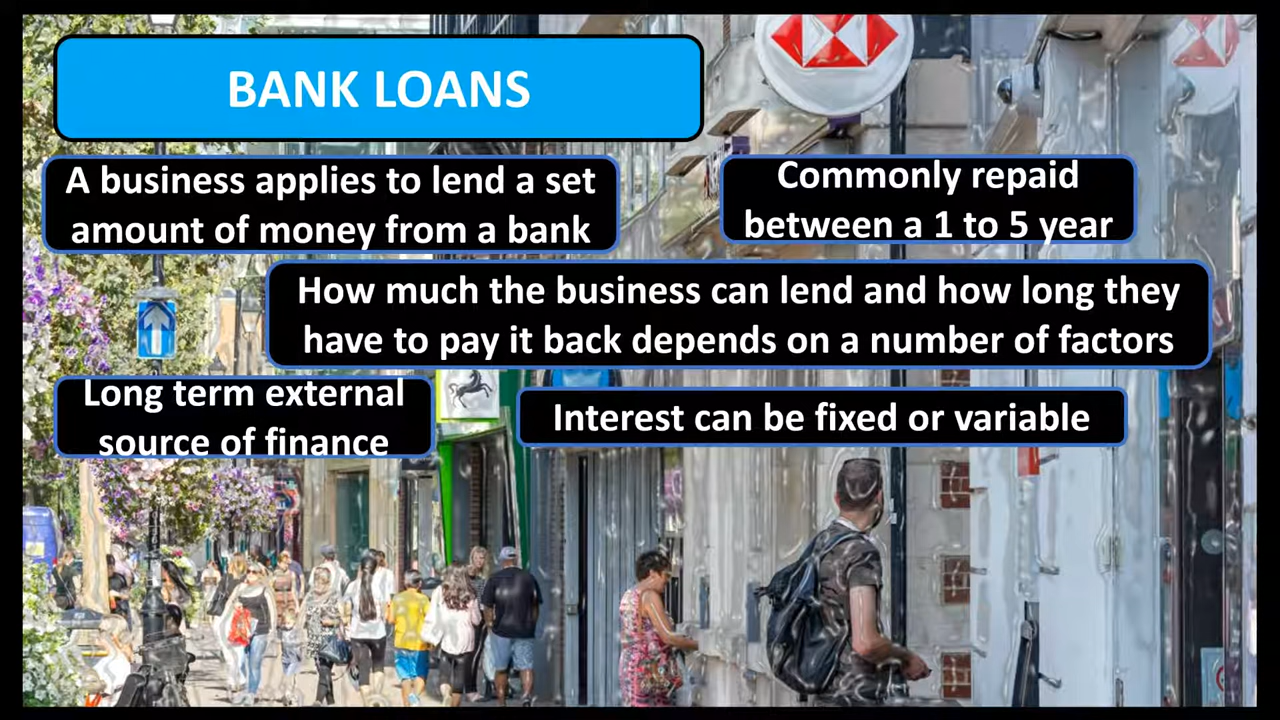 BANK LOANS
A business applies to lend a set
amount of money from a bank
Commonly repaid
between a 1 to 5 year
How much the business can lend and how long they
have to pay it back depends on a number of factors
Long term external
source of finance
Interest can be fixed or variable